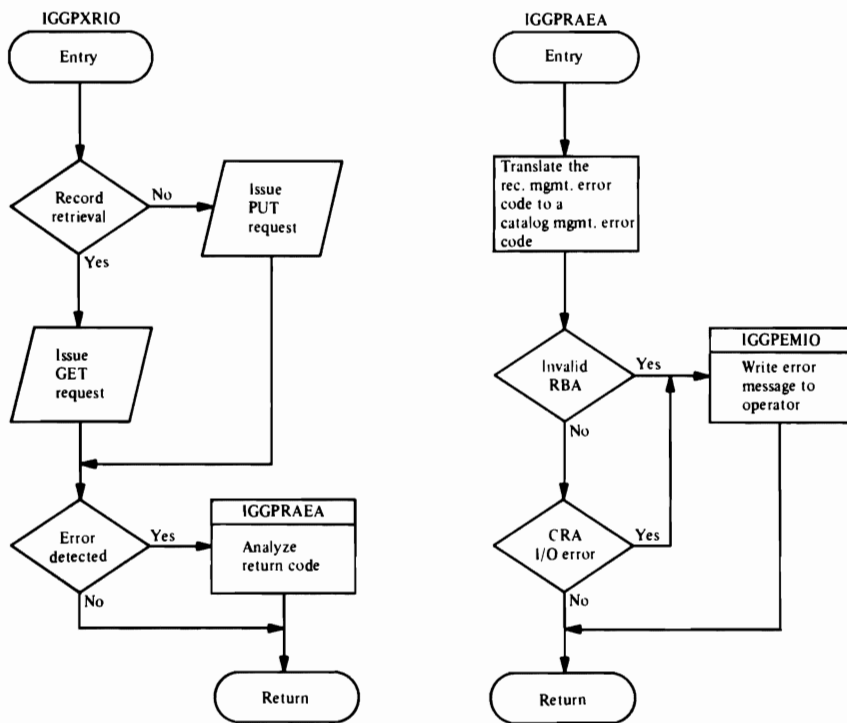 IGGPXRIO
Entry
Record
retrieval
No
Yes
Issue
PUT
request
Issue
GET
request
Error
detected
Yes
No
IGGPRAEA
Analyze
return code
Return
IGGPRAEA
Entry
Translate the
rec. mgmt. error
code to a
catalog mgmt. error
code
Invalid
RBA
Yes
No
IGGPEMIO
Write error
message to
operator
CRA
I/O error
Yes
No
Return